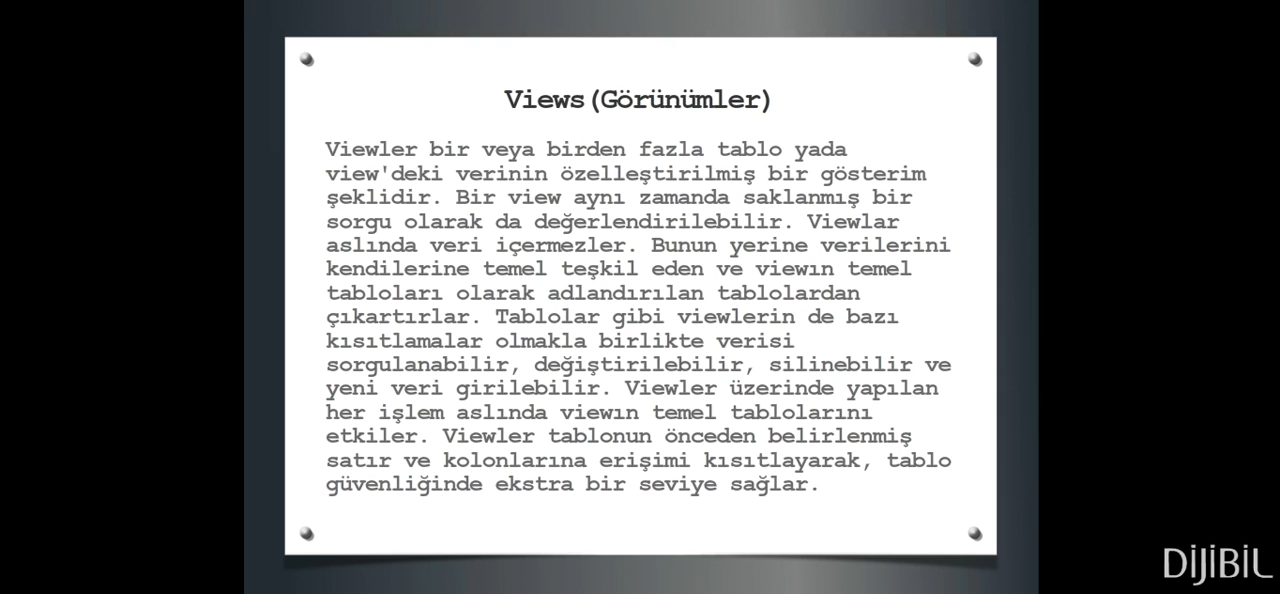 Views(Görünümler)
Viewler bir veya birden fazla tablo yada
view'deki verinin özelleştirilmiş bir gösterim
şeklidir. Bir view aynı zamanda saklanmış bir
sorgu olarak da değerlendirilebilir. Viewlar
aslında veri içermezler. Bunun yerine verilerini
kendilerine temel teşkil eden ve viewın temel
tabloları olarak adlandırılan tablolardan
çıkartırlar. Tablolar gibi viewlerin de bazı
kısıtlamalar olmakla birlikte verisi
sorgulanabilir, değiştirilebilir, silinebilir ve
yeni veri girilebilir. Viewler üzerinde yapılan
her işlem aslında viewın temel tablolarını
etkiler. Viewler tablonun önceden belirlenmiş
satır ve kolonlarına erişimi kısıtlayarak, tablo
güvenliğinde ekstra bir seviye sağlar.
DİJİBİL